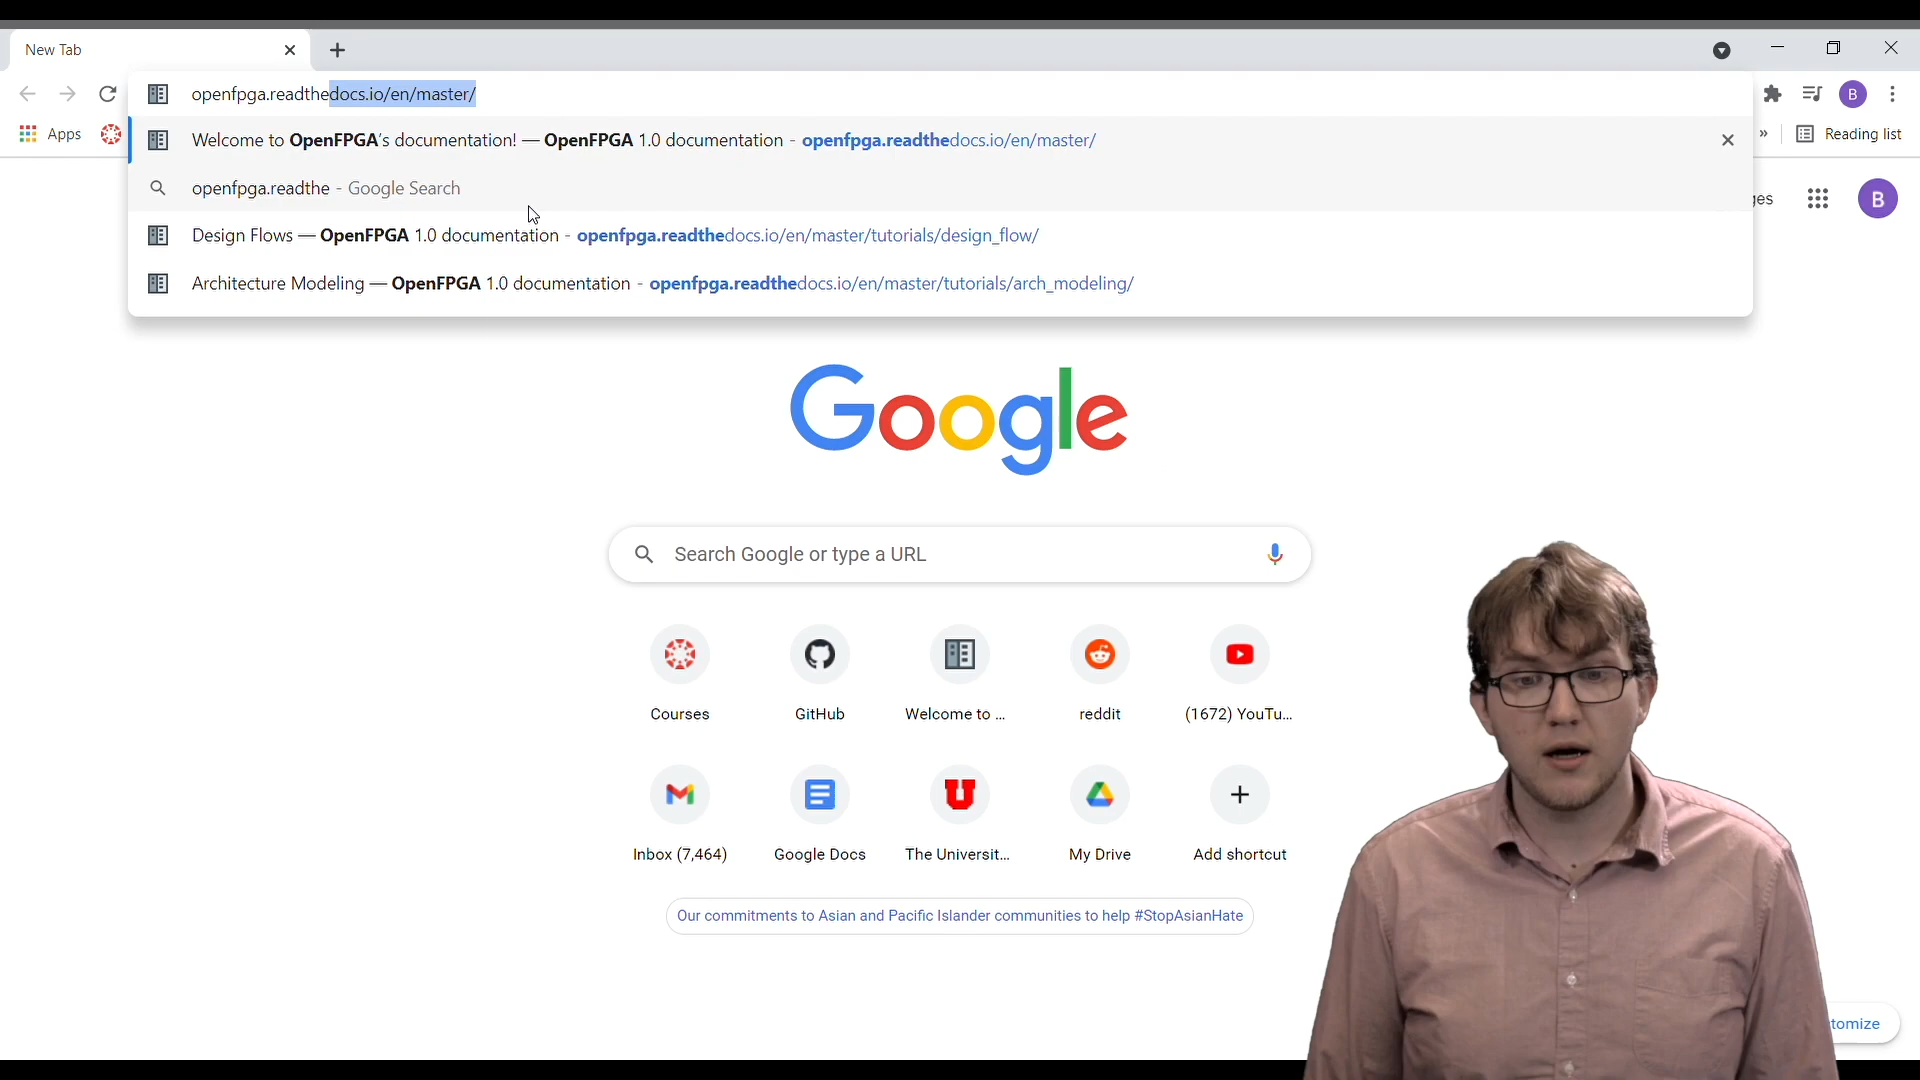 New Tab
openfpga.readthedocs.io/en/master/
Apps
Welcome to OpenFPGA's documentation! — OpenFPGA 1.0 documentation - openfpga.readthedocs.io/en/master/
» Reading list
openfpga.readthe - Google Search
B
B
Design Flows — OpenFPGA 1.0 documentation - openfpga.readthedocs.io/en/master/tutorials/design_flow/
Architecture Modeling — OpenFPGA 1.0 documentation - openfpga.readthedocs.io/en/master/tutorials/arch_modeling/
Google
Search Google or type a URL
Courses
GitHub
Welcome to ...
reddit
(1672) YouTu...
Inbox (7,464)
Google Docs
The Universit...
My Drive
Add shortcut
Our commitments to Asian and Pacific Islander communities to help #StopAsianHate